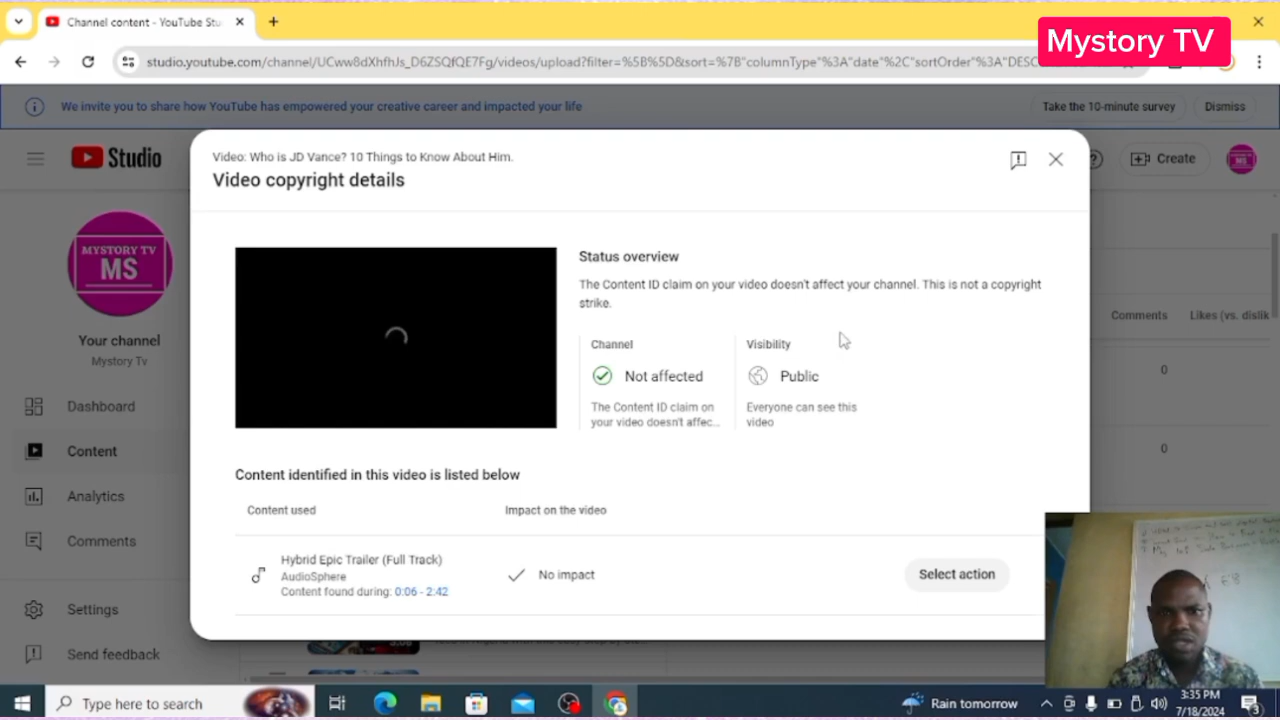 Channel content - YouTube Stu
Mystory TV
studio.youtube.com/channel/UCww8dXhfhJs_D6ZSQfQE7Fg/videos/upload?filter=%5B%5D&sort=%7B"columnType"%3A"date"%2C"sortOrder"%3A"DESC
We invite you to share how YouTube has empowered your creative career and impacted your life
Take the 10-minute survey
Dismiss
Studio
Create
MS
Video: Who is JD Vance? 10 Things to Know About Him.
Video copyright details
MYSTORY TV
MS
Your channel
Mystory Tv
Dashboard
Content
Analytics
Comments
Settings
Send feedback
Status overview
The Content ID claim on your video doesn't affect your channel. This is not a copyright
strike.
Channel
Not affected
The Content ID claim on
your video doesn't affec...
Visibility
Public
Everyone can see this
video
Comments
Likes (vs. dislik
0
0
Content identified in this video is listed below
Content used
Impact on the video
Hybrid Epic Trailer (Full Track)
AudioSphere
Content found during: 0:06 - 2:42
No impact
Select action
Type here to search
Rain tomorrow
3:35 PM
7/18/2024
3